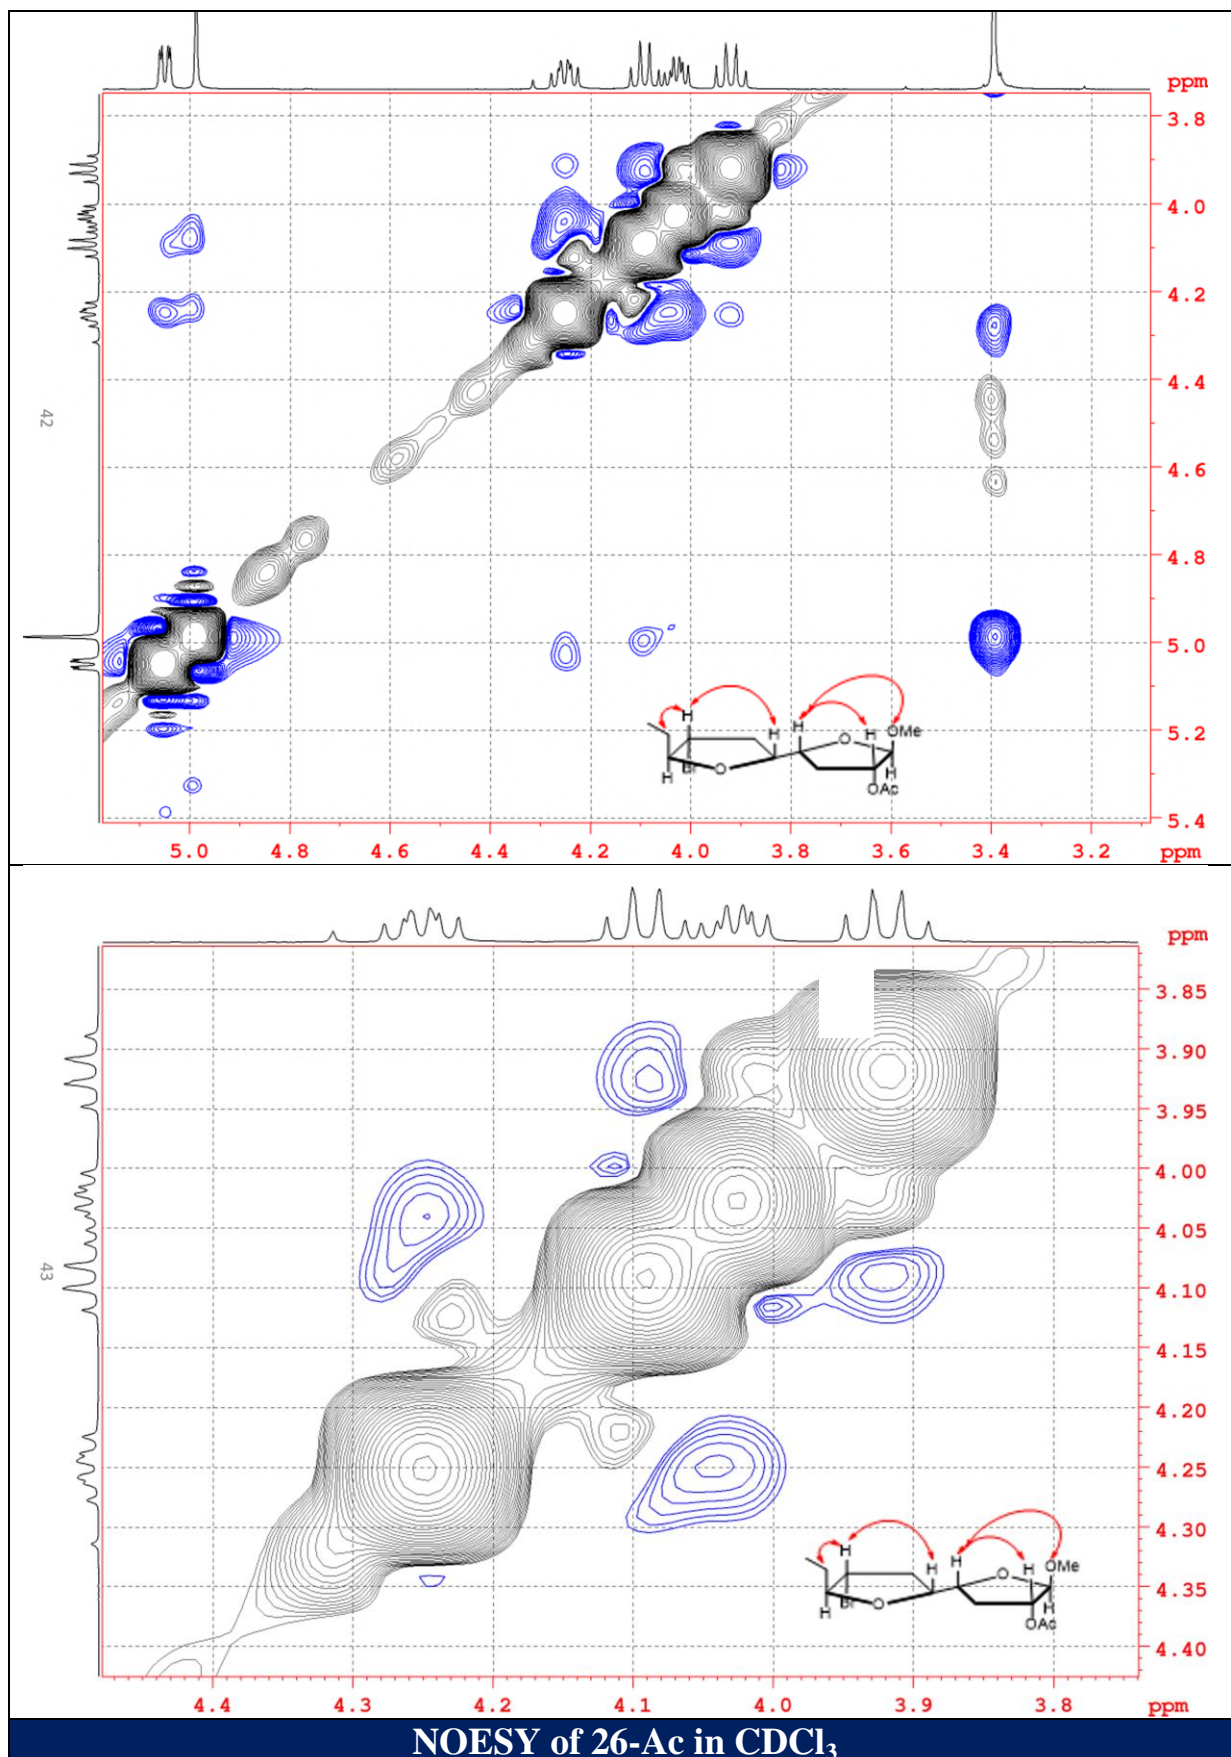 ppm
3.8
4.0
4.2
4.4
4.6
4.8
5.0
5.2
5.4
42
H
H
H
O
H
OMe
H
Br
O
H
OAc
5.0 4.8 4.6 4.4 4.2 4.0 3.8 3.6 3.4 3.2 ppm
ppm
3.85
3.90
3.95
4.00
4.05
4.10
4.15
4.20
4.25
4.30
4.35
4.40
43
H
H
H
O
H
OMe
H
Br
O
H
OAc
4.4 4.3 4.2 4.1 4.0 3.9 3.8 ppm
NOESY of 26-Ac in CDCl₃